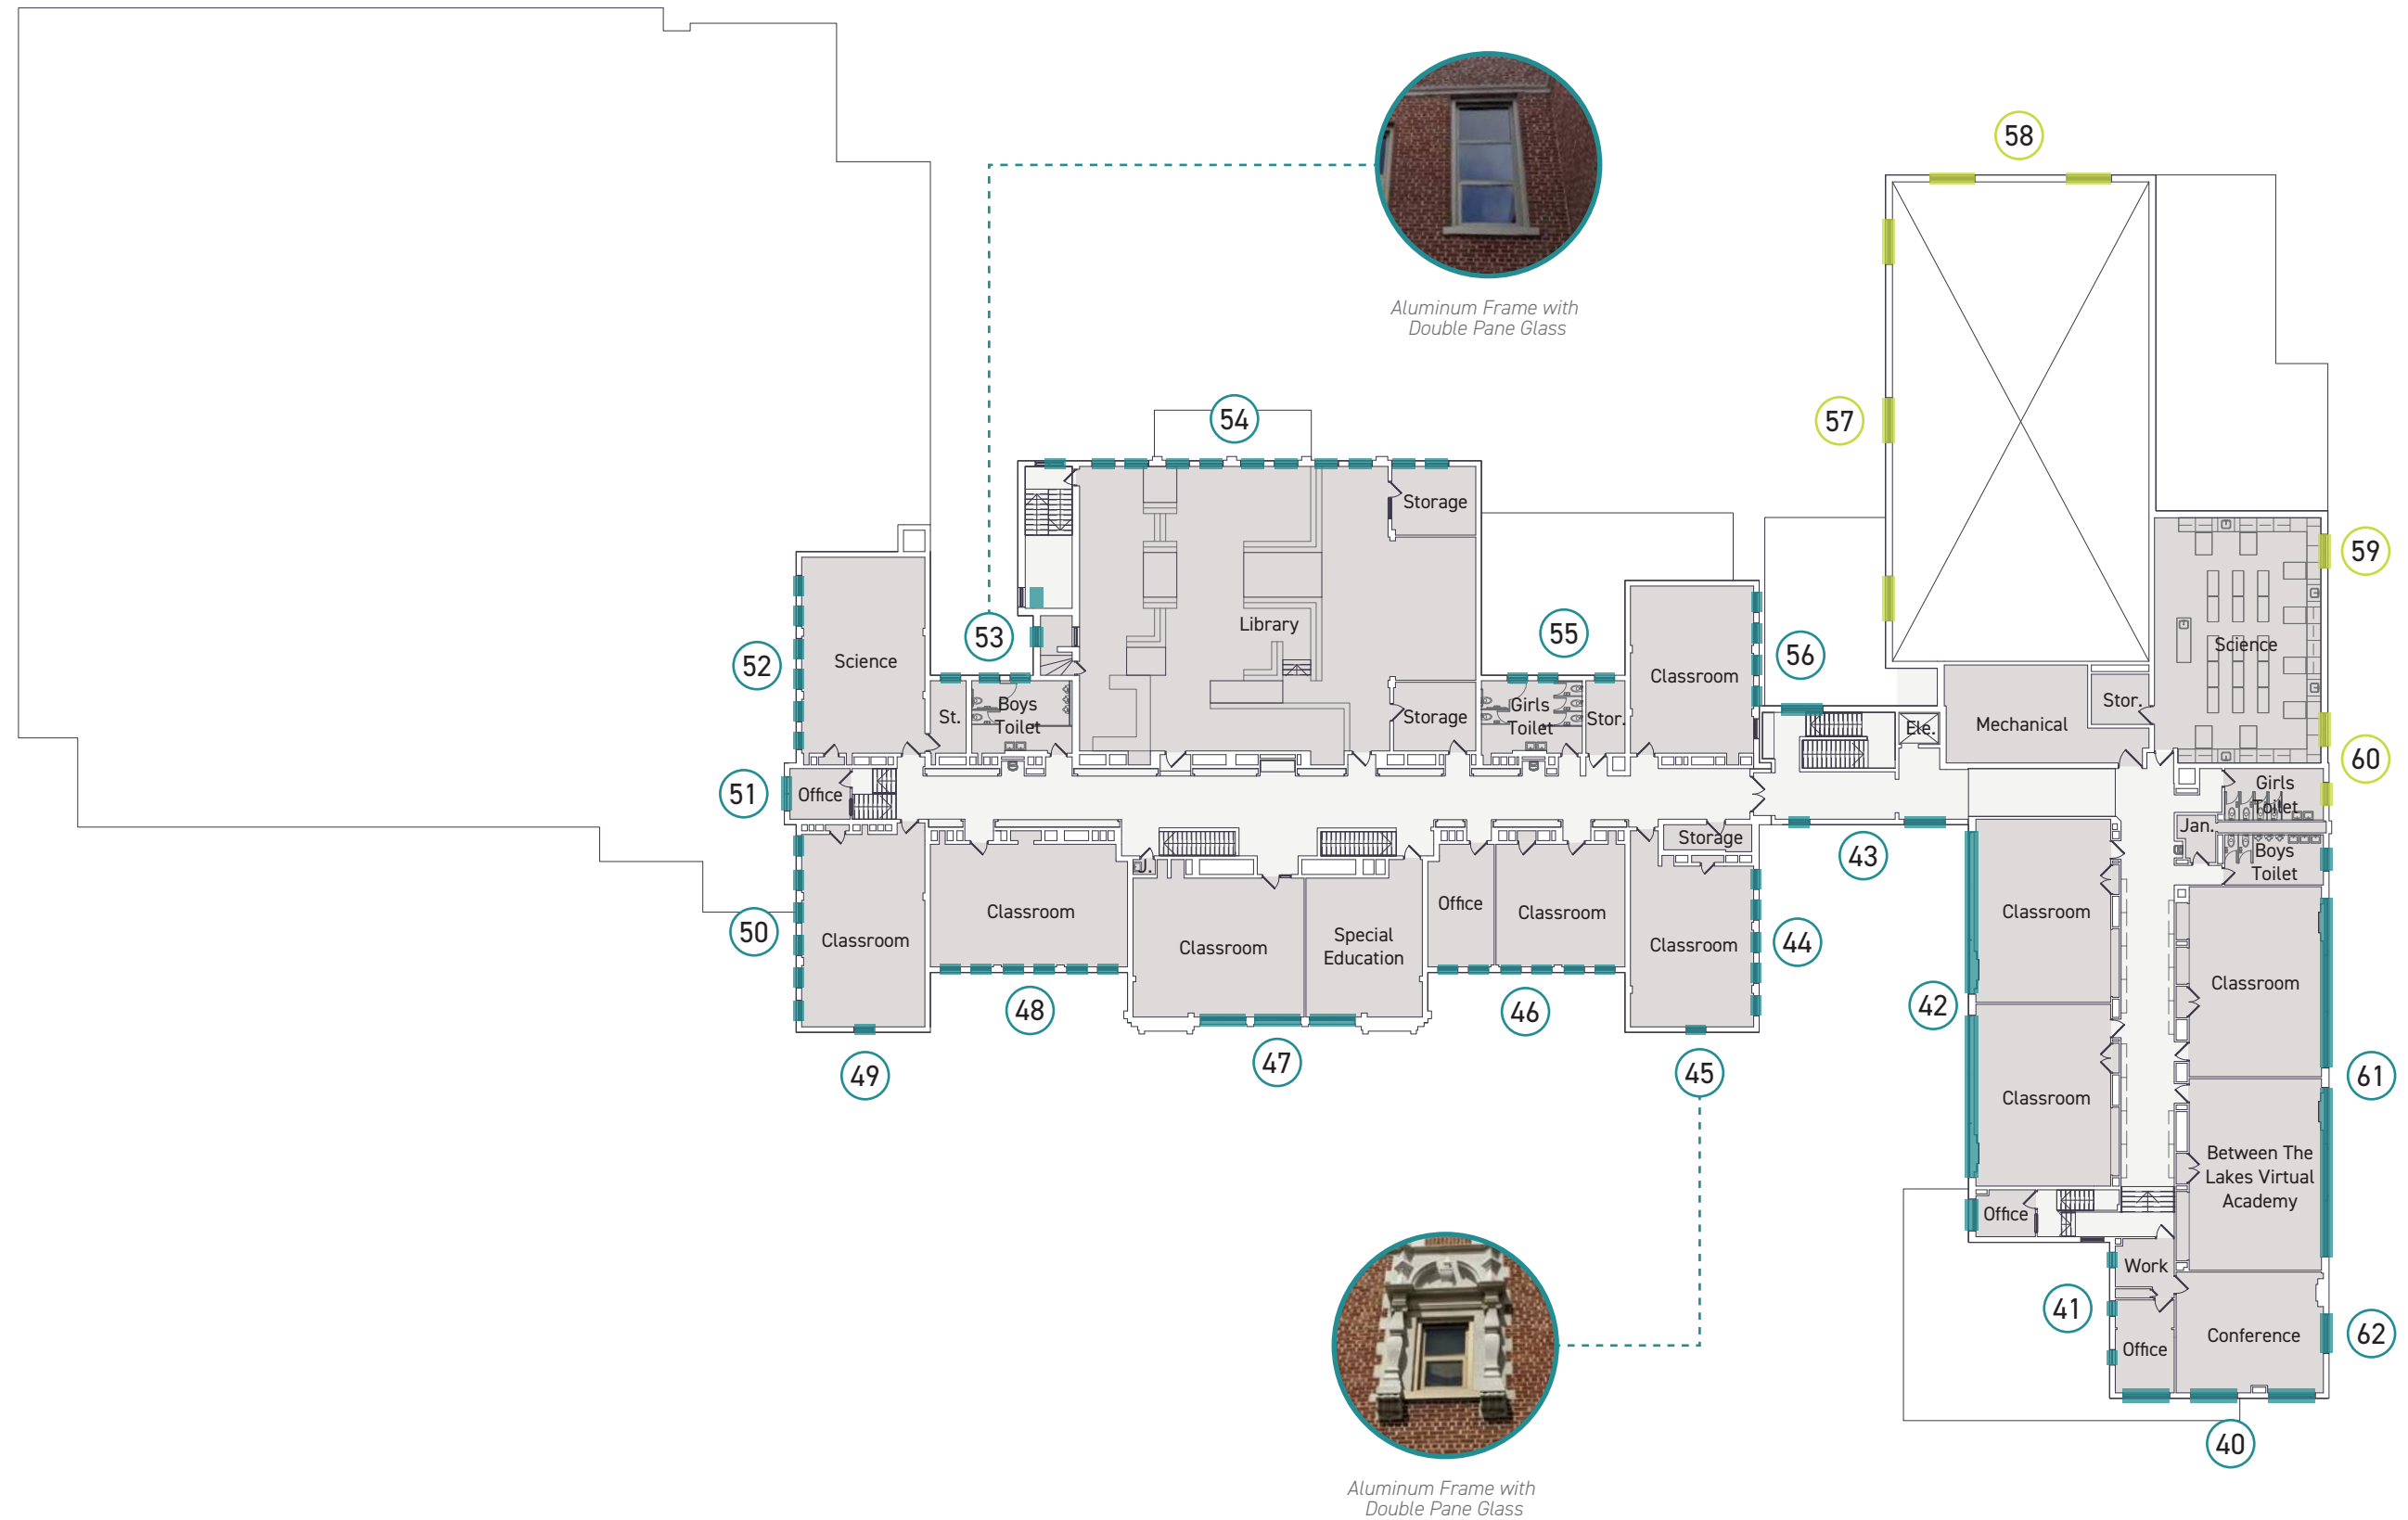 58
Aluminum Frame with
Double Pane Glass
54
57
Storage
59
53
55
52
Science
Library
56
Science
Classroom
Boys
Toilet
St.
Storage
Girls
Toilet
Stor.
Ele.
Mechanical
Stor.
60
51
Office
Girls
Toilet
Jan.
Storage
43
Boys
Toilet
J.
50
Classroom
Classroom
Classroom
Special
Education
Office
Classroom
Classroom
44
Classroom
Classroom
42
48
46
49
47
45
Classroom
61
Between The
Lakes Virtual
Academy
Office
Work
41
Office
Conference
62
40
Aluminum Frame with
Double Pane Glass